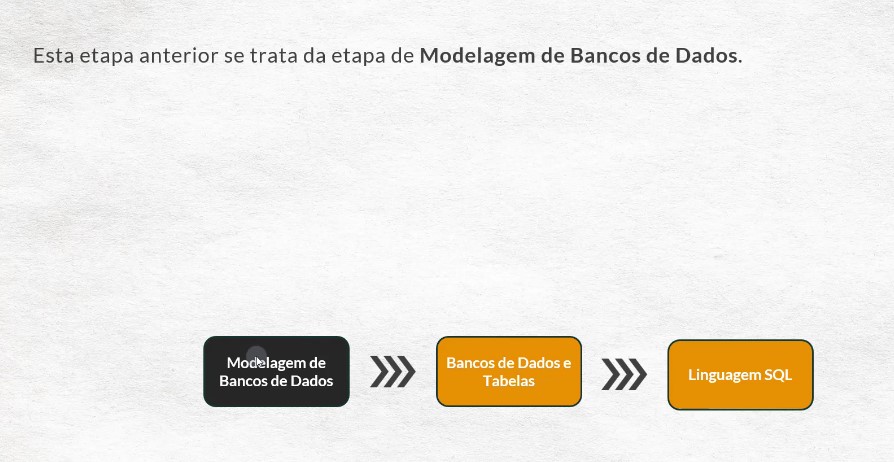 Esta etapa anterior se trata da etapa de Modelagem de Bancos de Dados.
Modelagem de
Bancos de Dados
Bancos de Dados e
Tabelas
Linguagem SQL